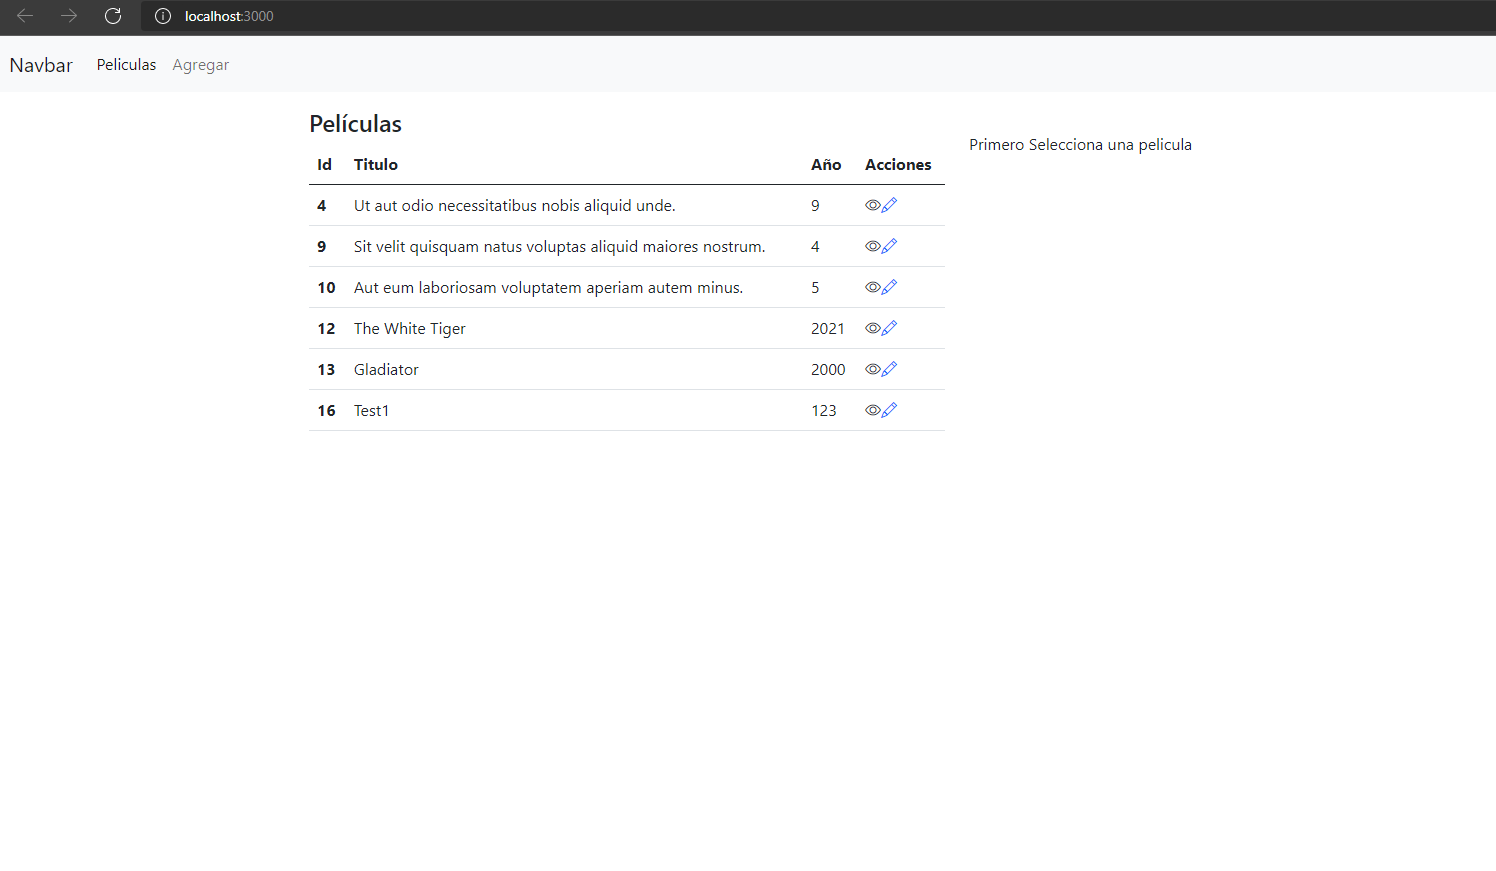 localhost:3000
Navbar Peliculas Agregar
Películas
Primero Selecciona una pelicula
Id Titulo Año Acciones
4 Ut aut odio necessitatibus nobis aliquid unde. 9
9 Sit velit quisquam natus voluptas aliquid maiores nostrum. 4
10 Aut eum laboriosam voluptatem aperiam autem minus. 5
12 The White Tiger 2021
13 Gladiator 2000
16 Test1 123